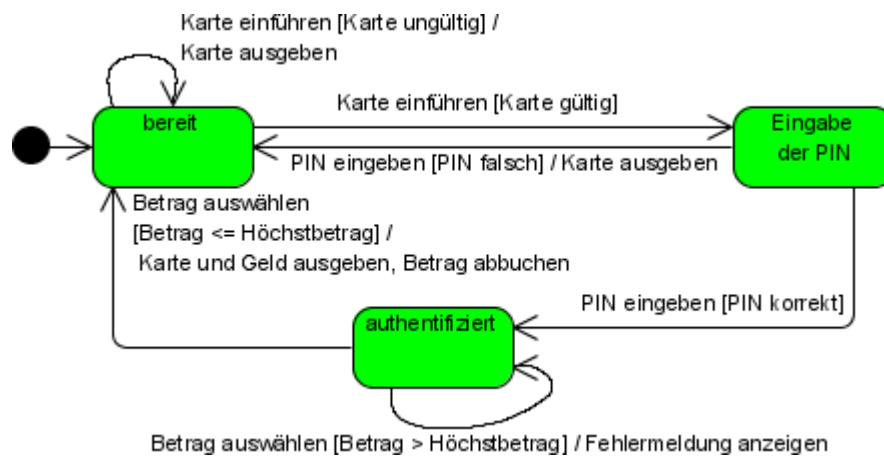 Karte einführen [Karte ungültig] /
Karte ausgeben
bereit
Karte einführen [Karte gültig]
Eingabe
der PIN
PIN eingeben [PIN falsch] / Karte ausgeben
Betrag auswählen
[Betrag <= Höchstbetrag] /
Karte und Geld ausgeben, Betrag abbuchen
PIN eingeben [PIN korrekt]
authentifiziert
Betrag auswählen [Betrag > Höchstbetrag] / Fehlermeldung anzeigen